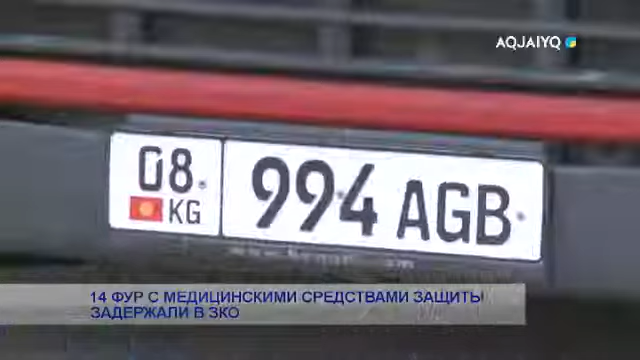 AQJAIYQ
08 994 AGB
KG
14 ФУР С МЕДИЦИНСКИМИ СРЕДСТВАМИ ЗАЩИТЫ
ЗАДЕРЖАЛИ В ЗКО